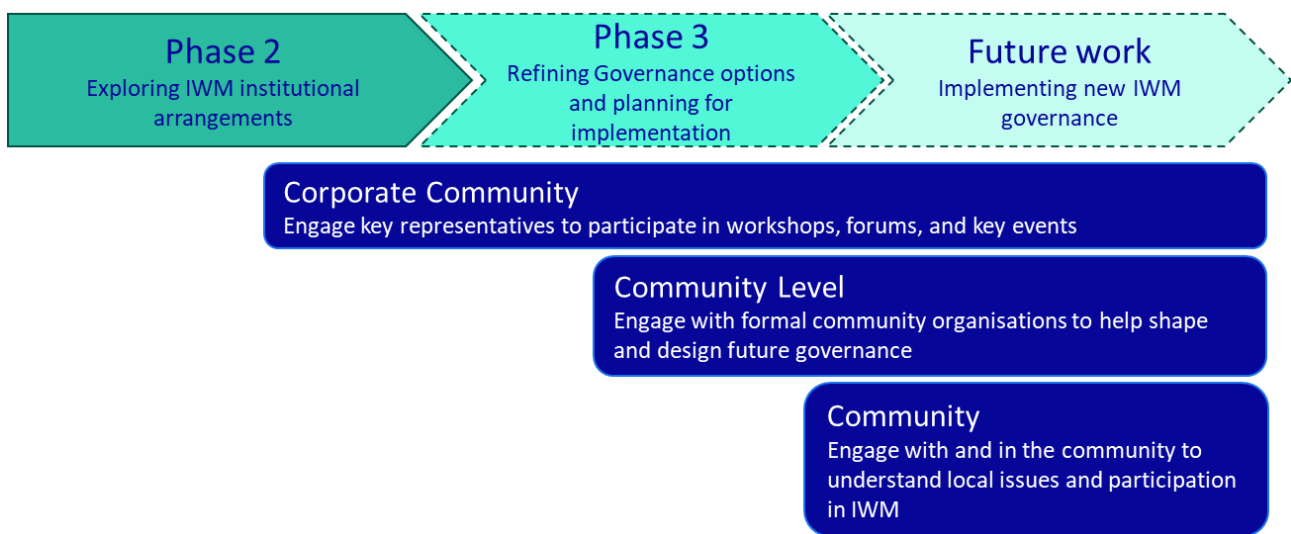 Phase 2
Exploring IWM institutional
arrangements
Phase 3
Refining Governance options
and planning for
implementation
Future work
Implementing new IWM
governance
Corporate Community
Engage key representatives to participate in workshops, forums, and key events
Community Level
Engage with formal community organisations to help shape
and design future governance
Community
Engage with and in the community to
understand local issues and participation
in IWM